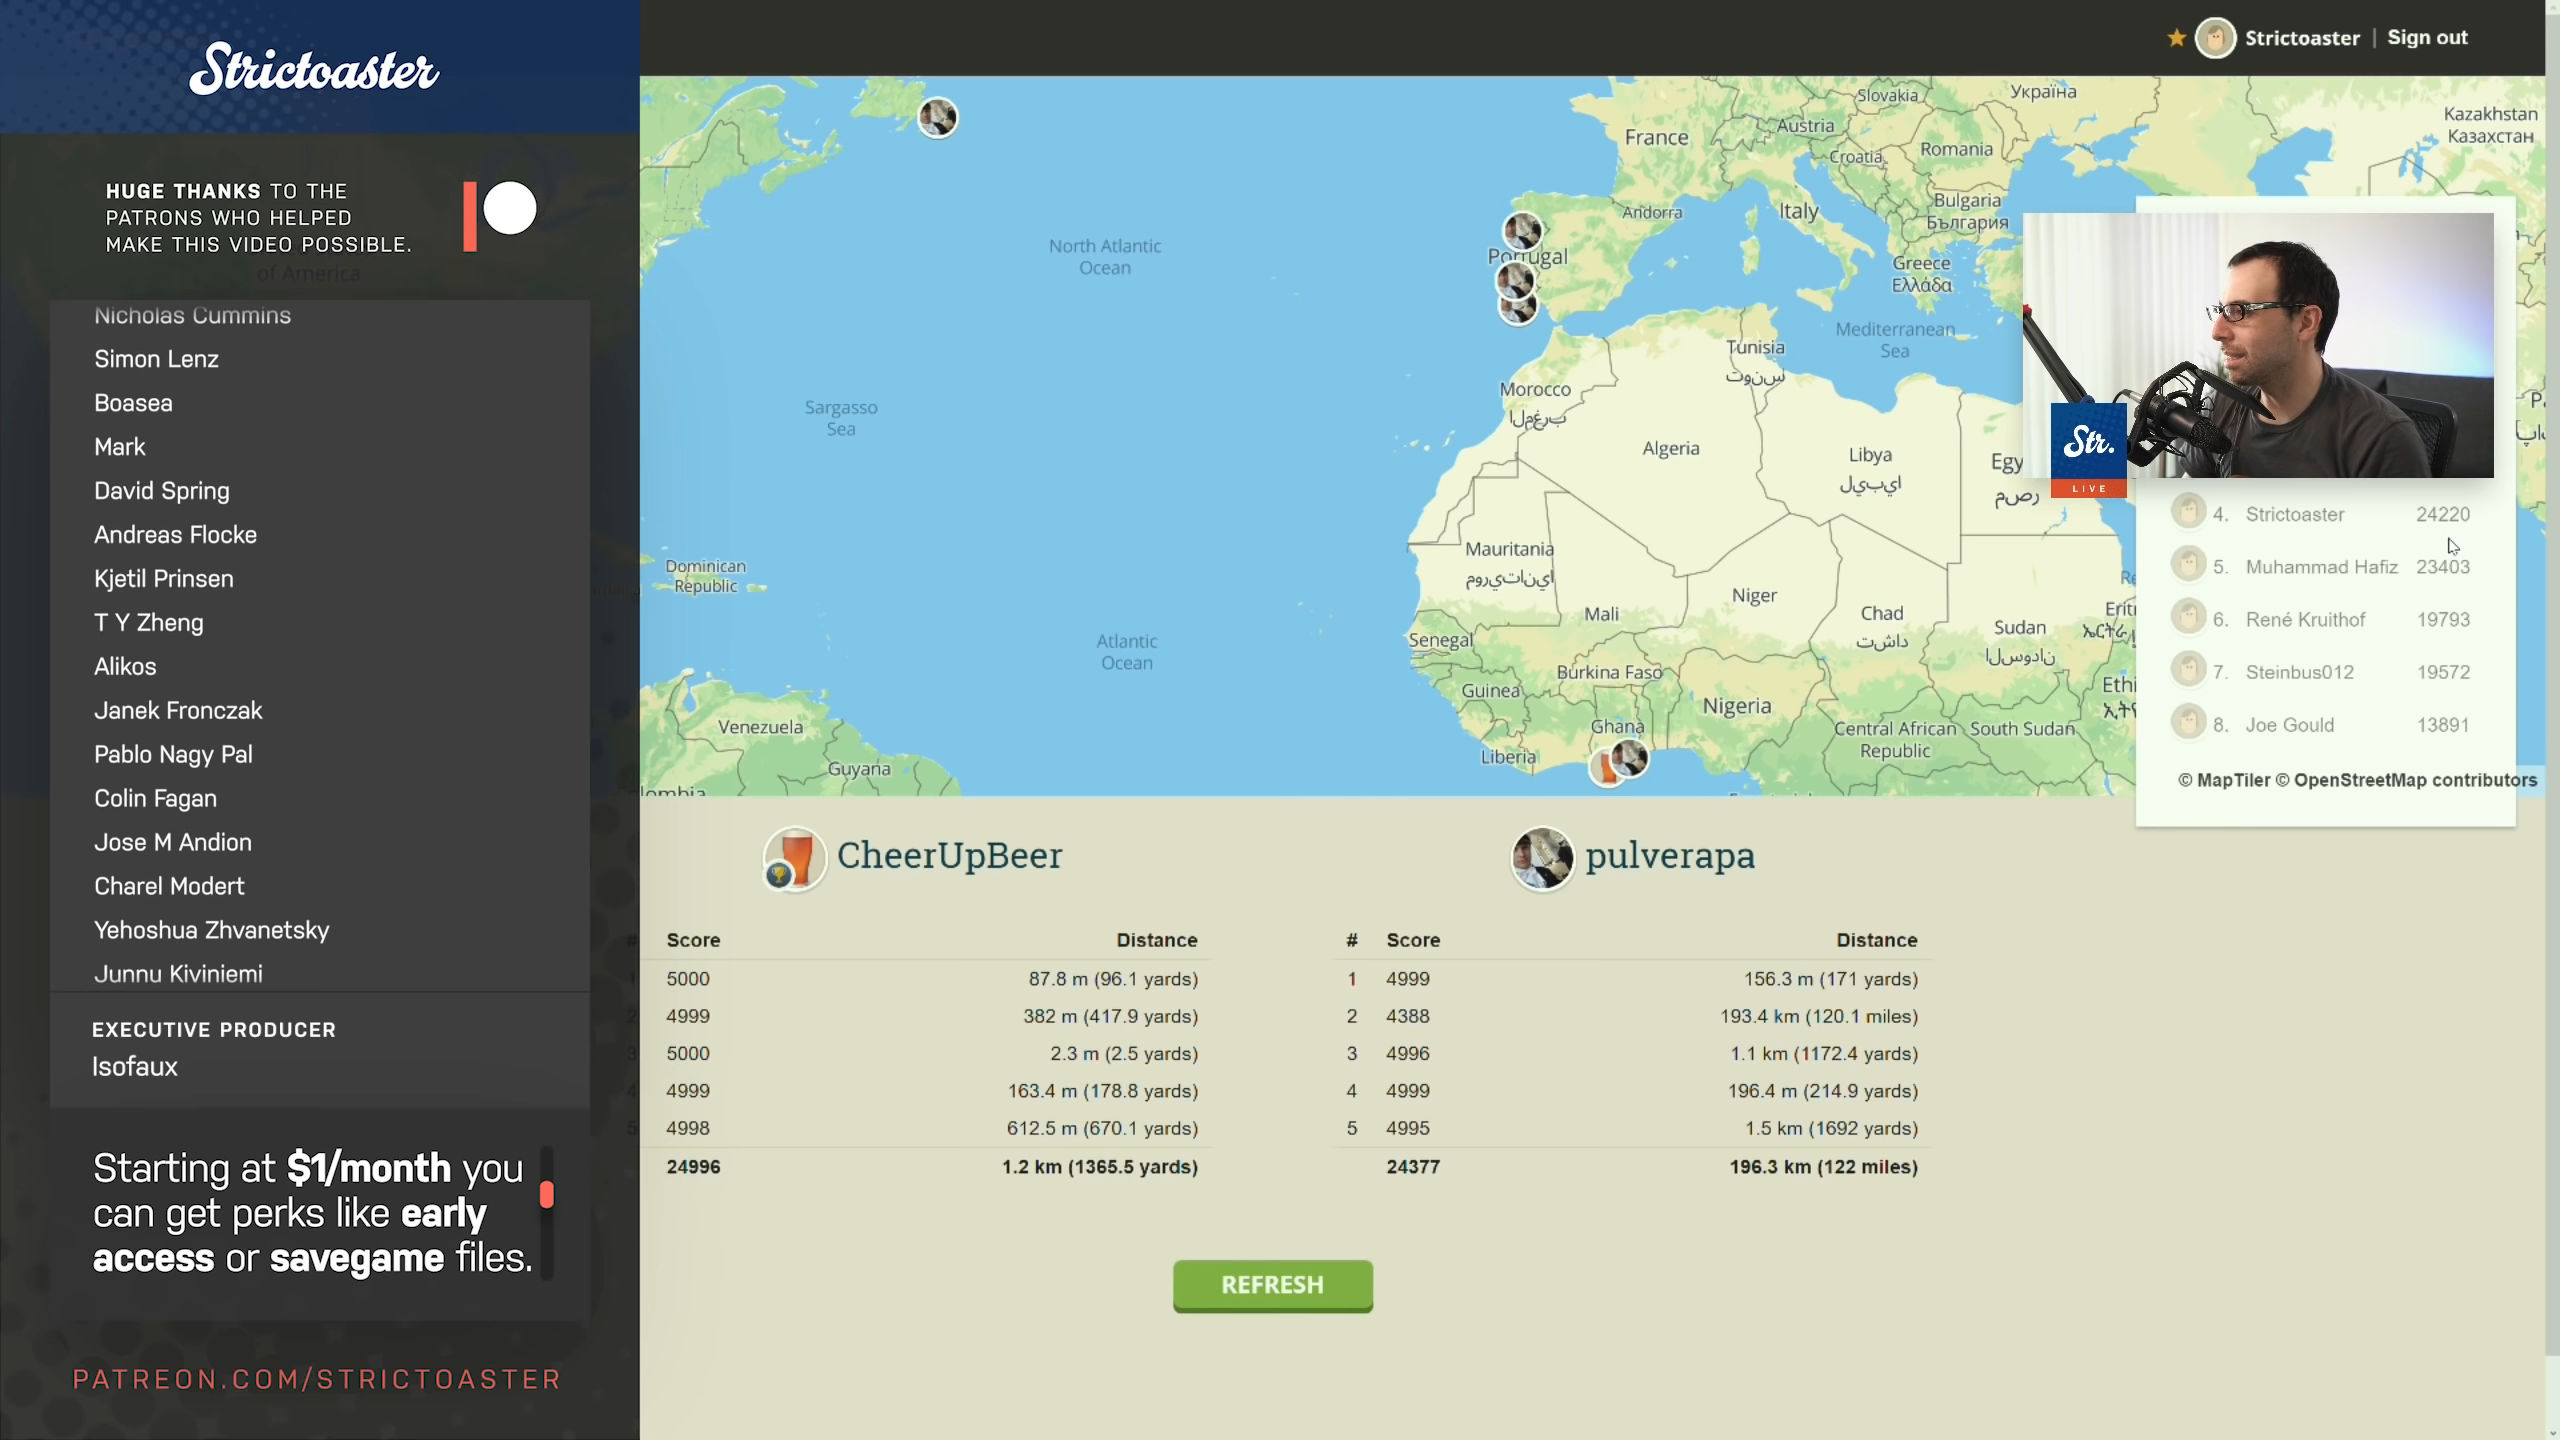 Strictoaster
HUGE THANKS TO THE
PATRONS WHO HELPED
MAKE THIS VIDEO POSSIBLE.
of America
Nicholas Cummins
Simon Lenz
Boasea
Mark
David Spring
Andreas Flocke
Kjetil Prinsen
T Y Zheng
Alikos
Janek Fronczak
Pablo Nagy Pal
Colin Fagan
Jose M Andion
Charel Modert
Yehoshua Zhvanetsky
Junnu Kiviniemi
EXECUTIVE PRODUCER
Isofaux
Starting at $1/month you
can get perks like early
access or savegame files.
PATREON.COM/STRICTOASTER
Strictoaster | Sign out
Slovakia
Україна
Kazakhstan
Казахстан
France
Austria
Croatia
Romania
Andorra
Italy
Bulgaria
България
North Atlantic
Ocean
Portugal
Greece
Ελλάδα
Mediterranean
Sea
Tunisia
Morocco
Sargasso
Sea
Algeria
Libya
Str.
LIVE
Dominican
Republic
Mauritania
Niger
Mali
Chad
Sudan
Atlantic
Ocean
Senegal
Burkina Faso
Guinea
Nigeria
Ghana
Venezuela
Central African
Republic
South Sudan
Liberia
Guyana
4. Strictoaster 24220
5. Muhammad Hafiz 23403
6. René Kruithof 19793
7. Steinbus012 19572
8. Joe Gould 13891
© MapTiler © OpenStreetMap contributors
CheerUpBeer
Score Distance
5000 87.8 m (96.1 yards)
4999 382 m (417.9 yards)
5000 2.3 m (2.5 yards)
4999 163.4 m (178.8 yards)
4998 612.5 m (670.1 yards)
24996 1.2 km (1365.5 yards)
pulverapa
# Score Distance
1 4999 156.3 m (171 yards)
2 4388 193.4 km (120.1 miles)
3 4996 1.1 km (1172.4 yards)
4 4999 196.4 m (214.9 yards)
5 4995 1.5 km (1692 yards)
24377 196.3 km (122 miles)
REFRESH